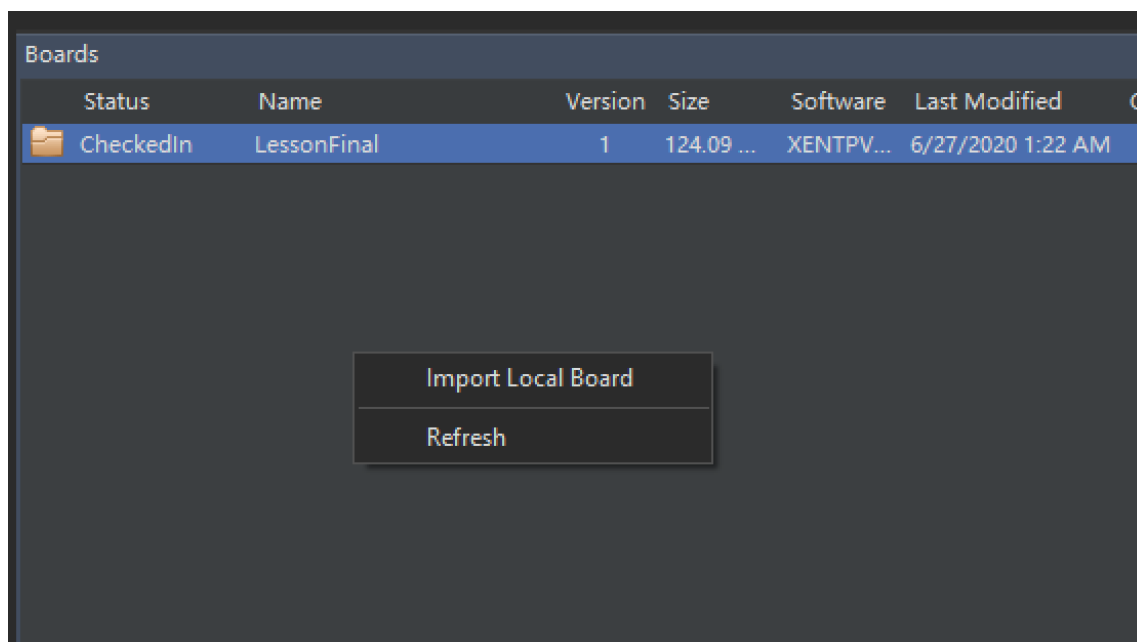 Boards
Status Name Version Size Software Last Modified
CheckedIn LessonFinal 1 124.09 ... XENTPV... 6/27/2020 1:22 AM
Import Local Board
Refresh